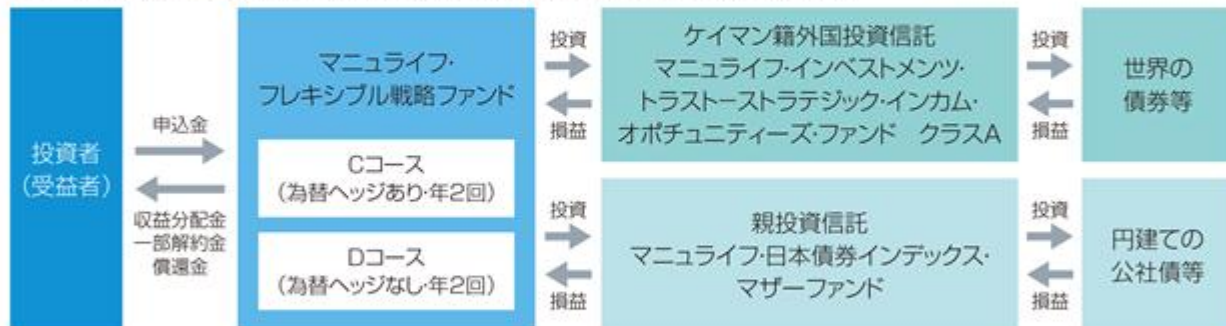 投資者
(受益者)
申込金
収益分配金
一部解約金
償還金
マニュライフ・
フレキシブル戦略ファンド
Cコース
(為替ヘッジあり・年2回)
Dコース
(為替ヘッジなし・年2回)
投資
損益
ケイマン籍外国投資信託
マニュライフ・インベストメンツ・
トラストーストラテジック・インカム・
オポチュニティーズ・ファンド クラスA
投資
損益
世界の
債券等
投資
損益
親投資信託
マニュライフ・日本債券インデックス・
マザーファンド
投資
損益
円建ての
公社債等